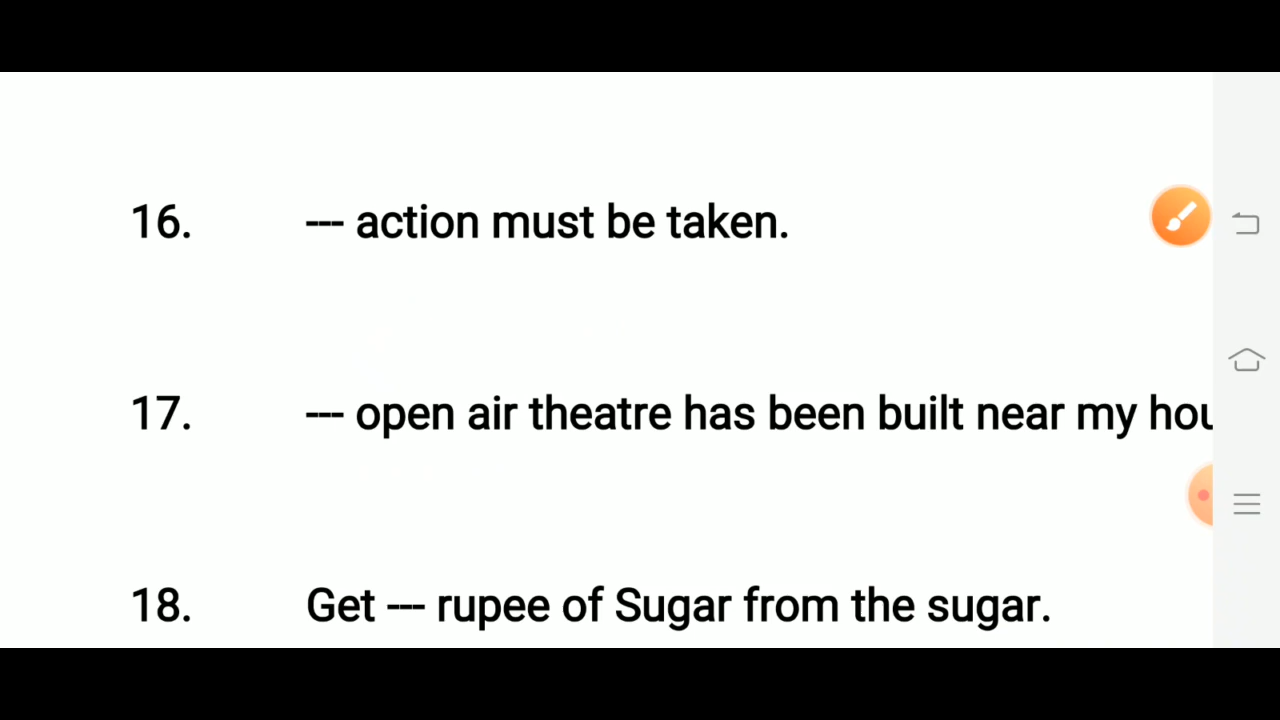 16. --- action must be taken.
17. --- open air theatre has been built near my
18. Get --- rupee of Sugar from the sugar.